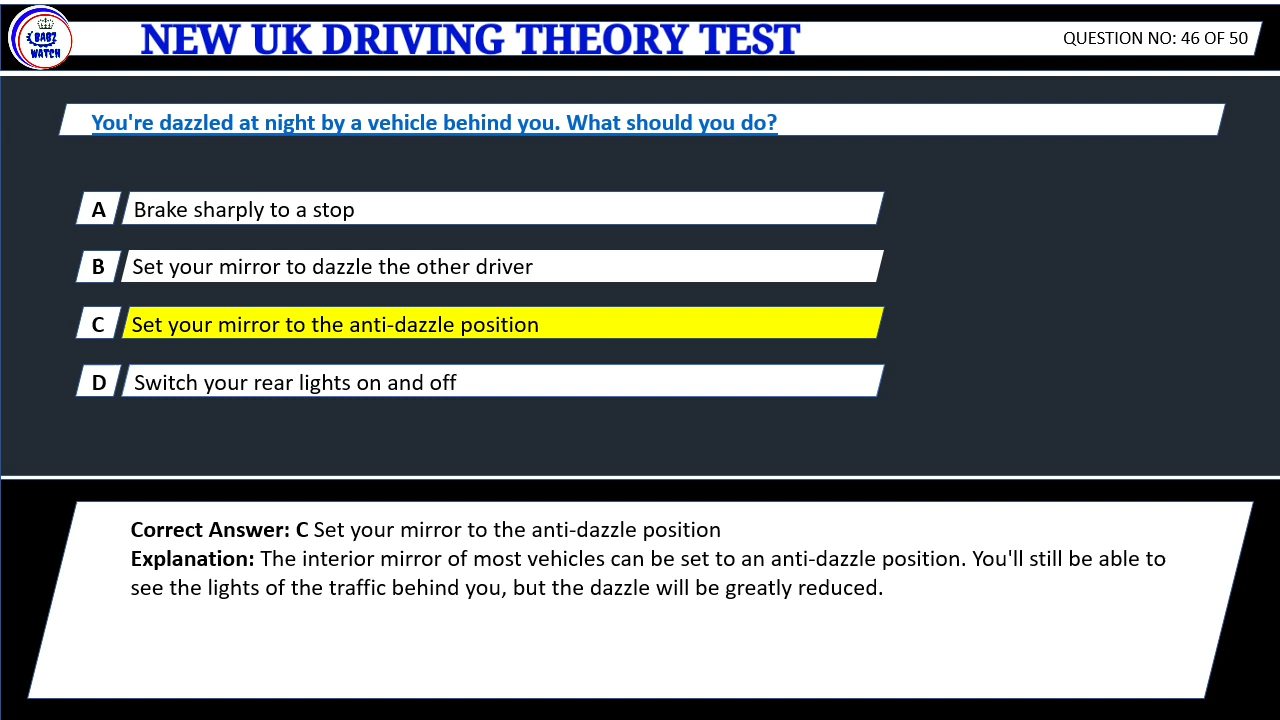 BABZ
WATCH
NEW UK DRIVING THEORY TEST
QUESTION NO: 46 OF 50
You're dazzled at night by a vehicle behind you. What should you do?
A Brake sharply to a stop
B Set your mirror to dazzle the other driver
C Set your mirror to the anti-dazzle position
D Switch your rear lights on and off
Correct Answer: C Set your mirror to the anti-dazzle position
Explanation: The interior mirror of most vehicles can be set to an anti-dazzle position. You'll still be able to
see the lights of the traffic behind you, but the dazzle will be greatly reduced.